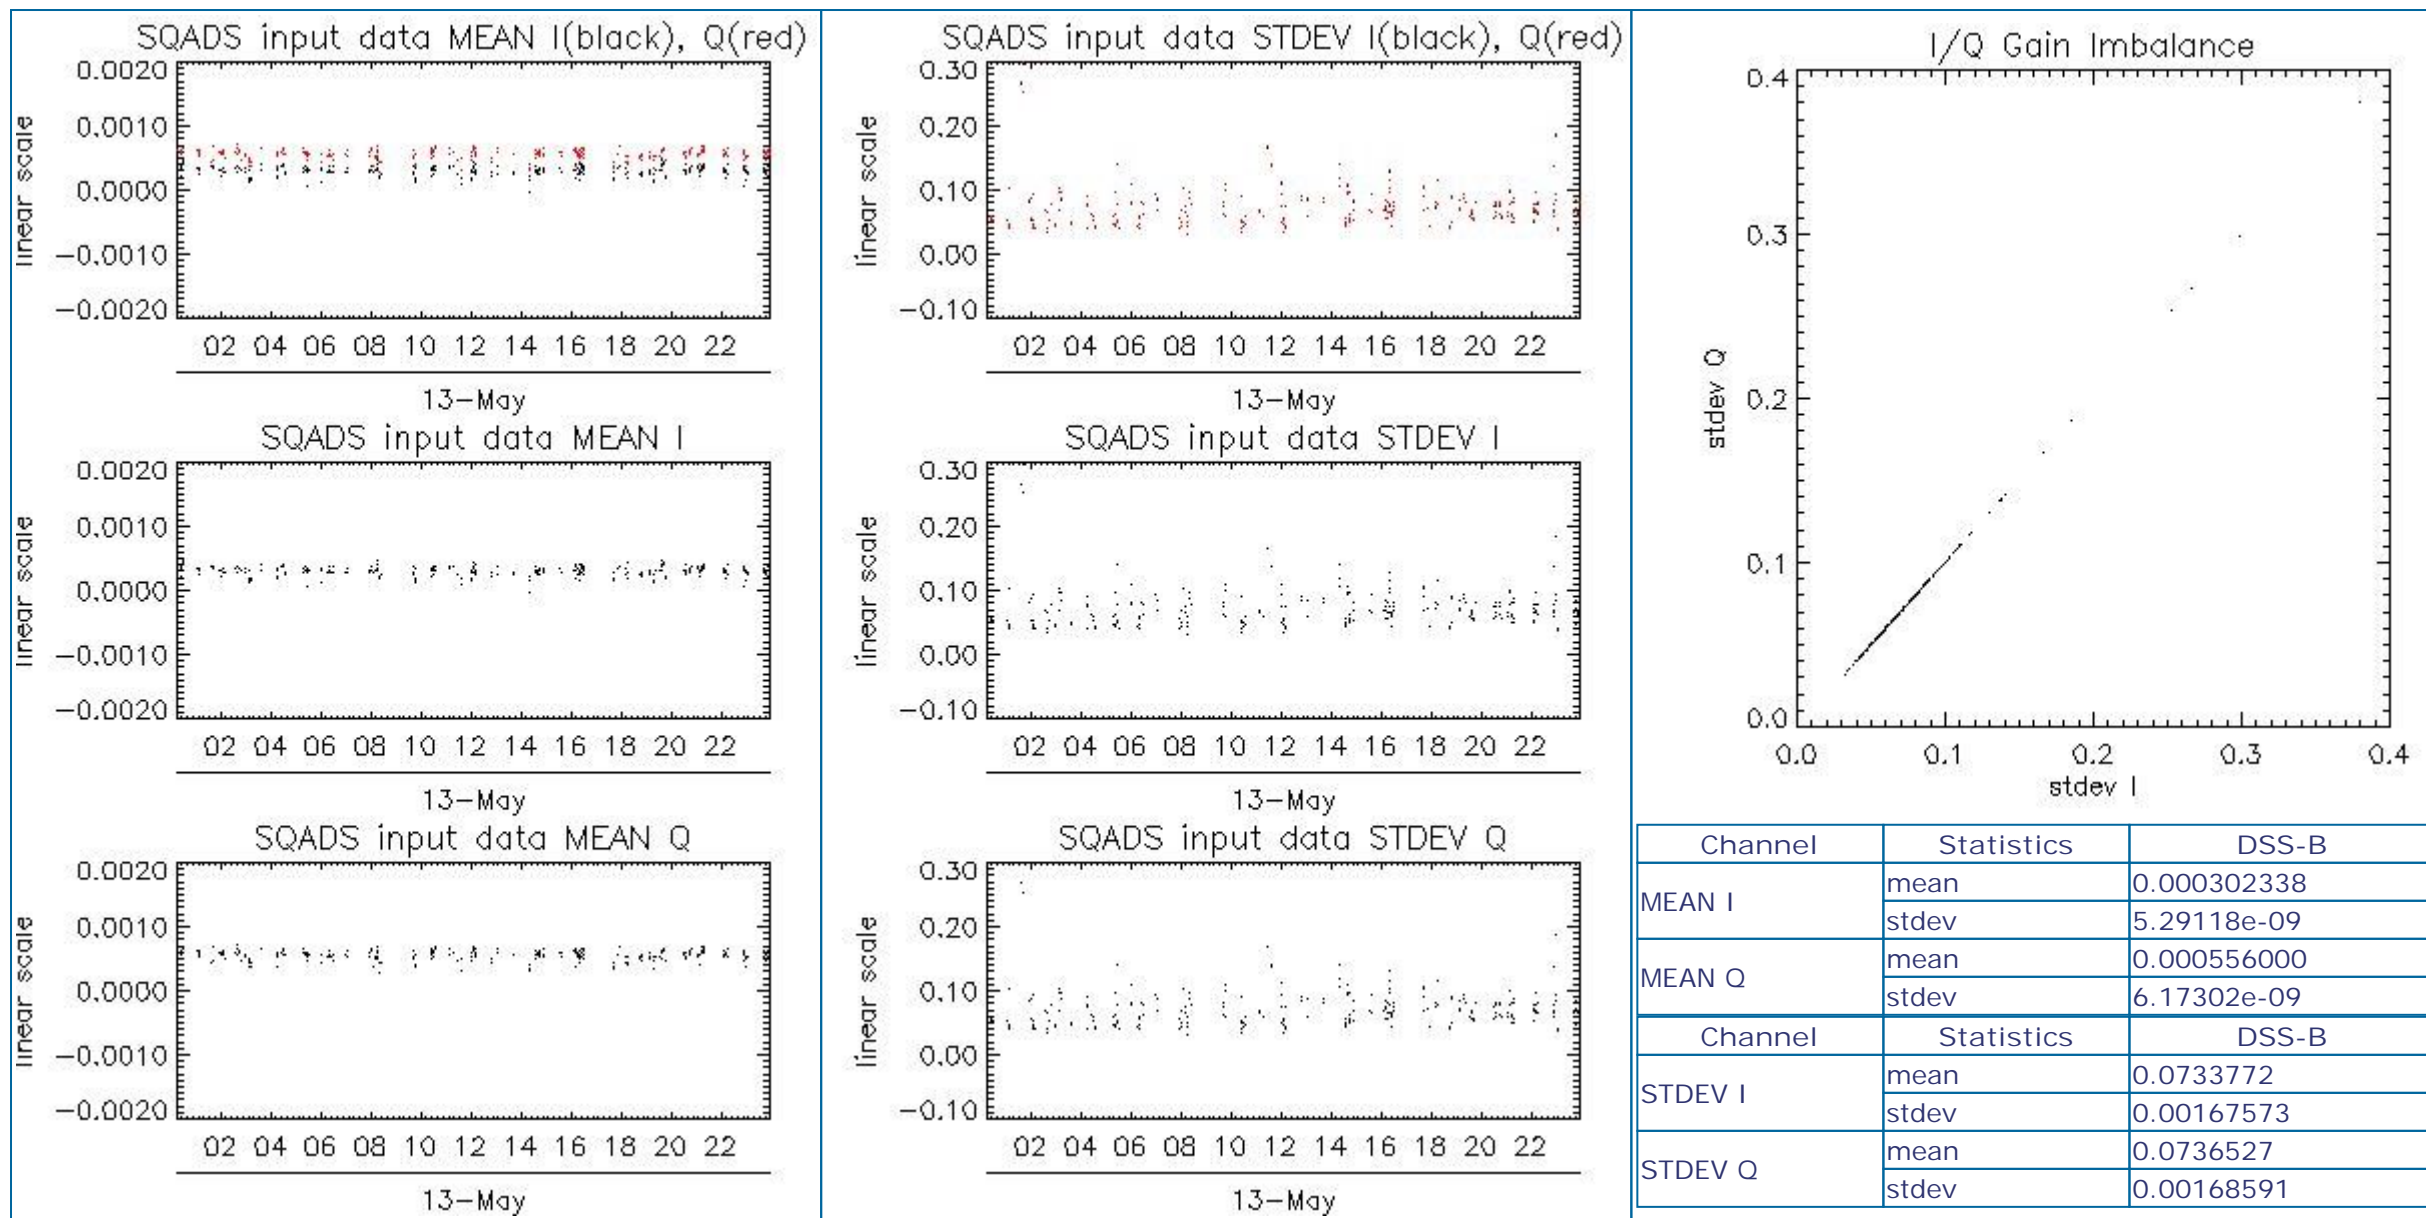 SQADS input data MEAN I(black), Q(red)
linear scale
0.0020
0.0010
0.0000
−0.0010
−0.0020
02 04 06 08 10 12 14 16 18 20 22
13−May
SQADS input data MEAN I
linear scale
0.0020
0.0010
0.0000
−0.0010
−0.0020
02 04 06 08 10 12 14 16 18 20 22
13−May
SQADS input data MEAN Q
linear scale
0.0020
0.0010
0.0000
−0.0010
−0.0020
02 04 06 08 10 12 14 16 18 20 22
13−May
SQADS input data STDEV I(black), Q(red)
linear scale
0.30
0.20
0.10
0.00
−0.10
02 04 06 08 10 12 14 16 18 20 22
13−May
SQADS input data STDEV I
linear scale
0.30
0.20
0.10
0.00
−0.10
02 04 06 08 10 12 14 16 18 20 22
13−May
SQADS input data STDEV Q
linear scale
0.30
0.20
0.10
0.00
−0.10
02 04 06 08 10 12 14 16 18 20 22
13−May
I/Q Gain Imbalance
stdev Q
0.4
0.3
0.2
0.1
0.0
0.0 0.1 0.2 0.3 0.4
stdev I
Channel Statistics DSS-B
MEAN I mean 0.000302338
stdev 5.29118e-09
MEAN Q mean 0.000556000
stdev 6.17302e-09
Channel Statistics DSS-B
STDEV I mean 0.0733772
stdev 0.00167573
STDEV Q mean 0.0736527
stdev 0.00168591